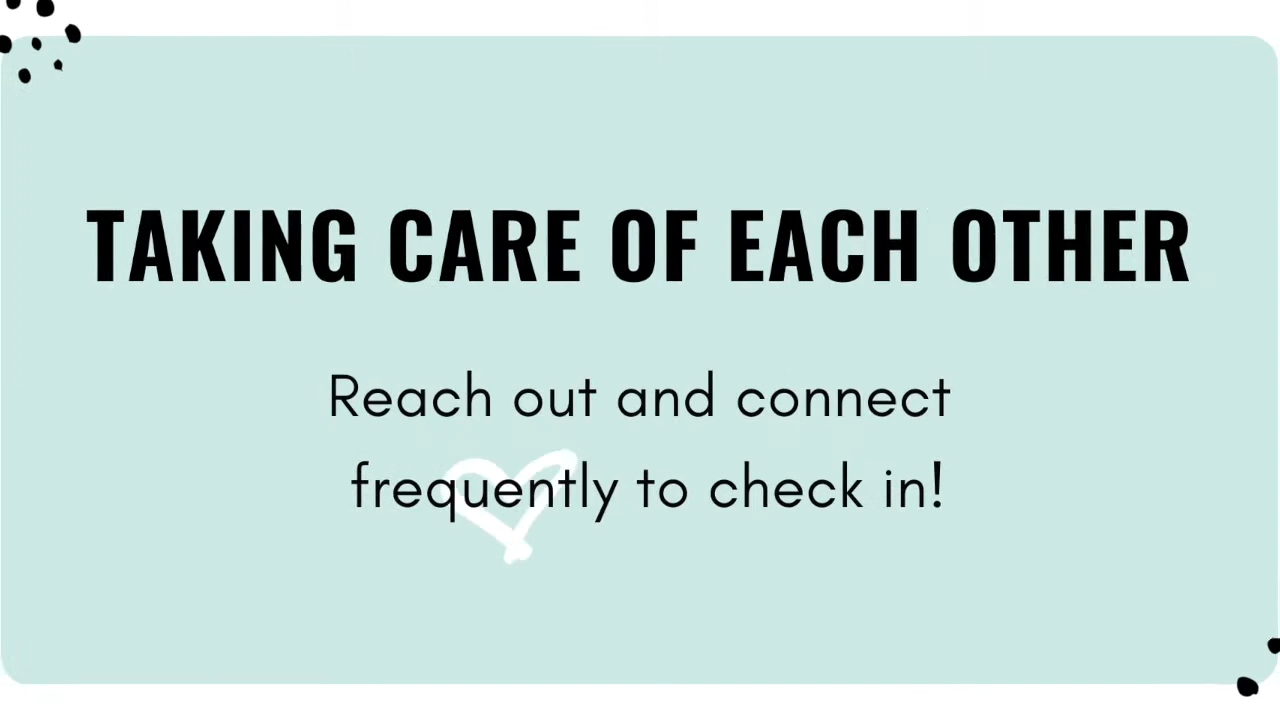 TAKING CARE OF EACH OTHER
Reach out and connect
frequently to check in!